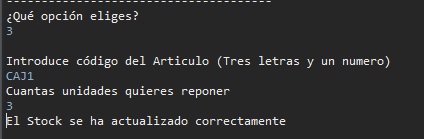 -------------------------------------
¿Qué opción eliges?
3
Introduce código del Articulo (Tres letras y un numero)
CAJ1
Cuantas unidades quieres reponer
3
El Stock se ha actualizado correctamente